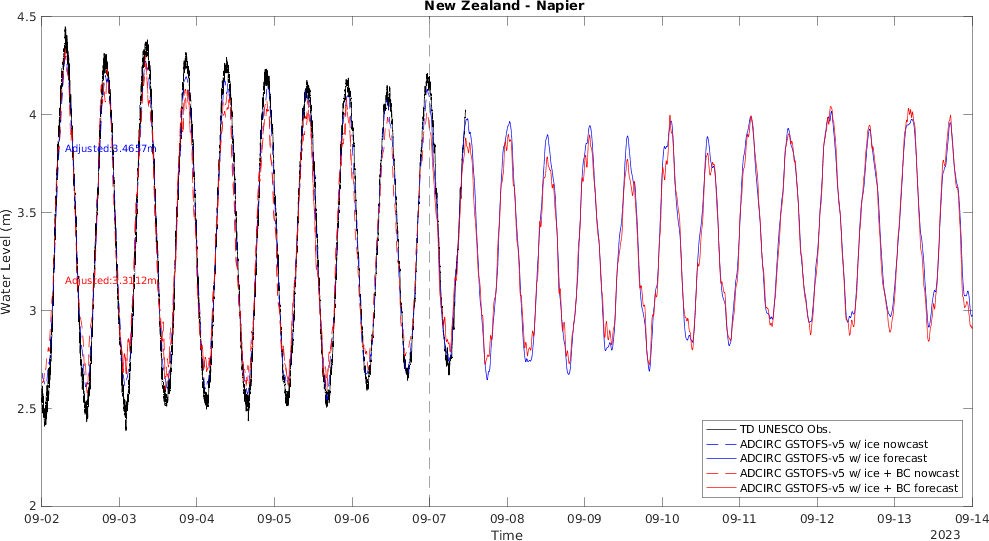 New Zealand - Napier
4.5
4
3.5
3
2.5
2
Water Level (m)
Adjusted:3.4657m
Adjusted:3.3112m
TD UNESCO Obs.
ADCIRC GSTOFS-v5 w/ ice nowcast
ADCIRC GSTOFS-v5 w/ ice forecast
ADCIRC GSTOFS-v5 w/ ice + BC nowcast
ADCIRC GSTOFS-v5 w/ ice + BC forecast
09-02 09-03 09-04 09-05 09-06 09-07 09-08 09-09 09-10 09-11 09-12 09-13 09-14
Time
2023